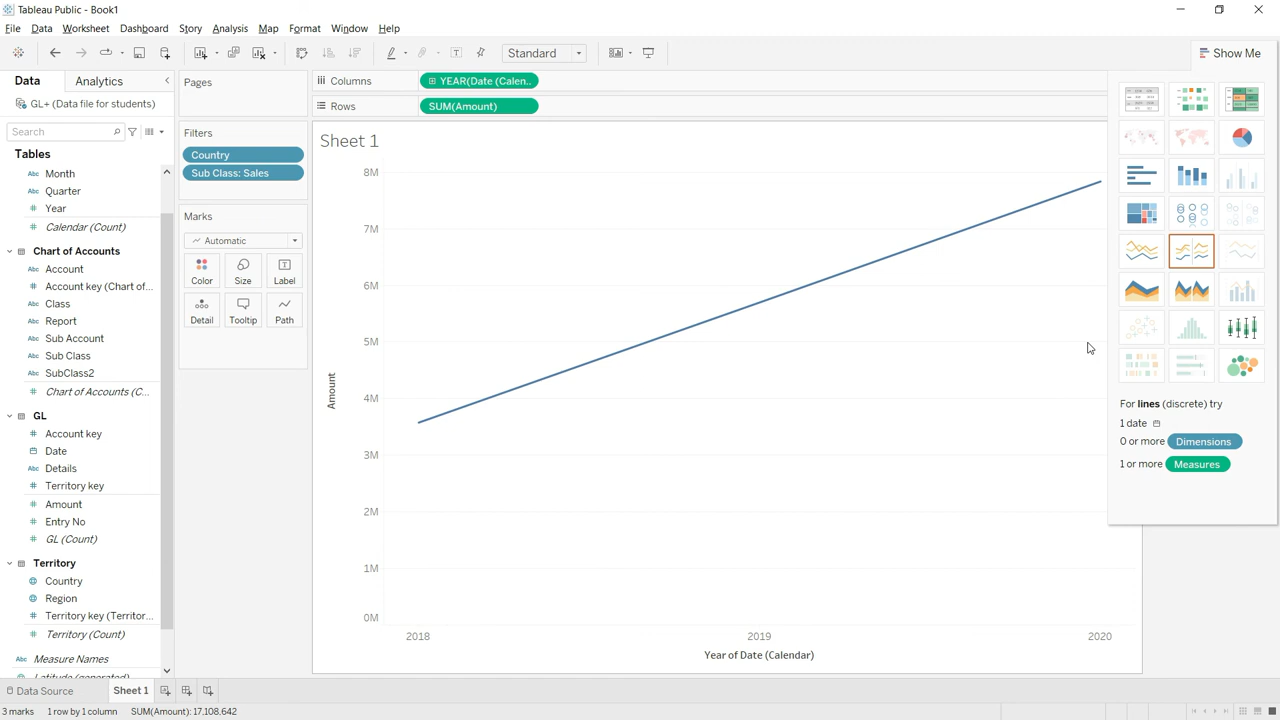 Tableau Public - Book1
File Data Worksheet Dashboard Story Analysis Map Format Window Help
Standard
Show Me
Data Analytics
GL+ (Data file for students)
Search
Tables
Month
Quarter
Year
Calendar (Count)
Chart of Accounts
Account
Account key (Chart of...
Class
Report
Sub Account
Sub Class
SubClass2
Chart of Accounts (C...
GL
Account key
Date
Details
Territory key
Amount
Entry No
GL (Count)
Territory
Country
Region
Territory key (Territor...
Territory (Count)
Measure Names
Latitude (generated)
Pages
Filters
Country
Sub Class: Sales
Marks
Automatic
Color Size Label
Detail Tooltip Path
Columns YEAR(Date (Calen..
Rows SUM(Amount)
Sheet 1
8M
7M
6M
5M
4M
3M
2M
1M
0M
Amount
2018 2019 2020
Year of Date (Calendar)
For lines (discrete) try
1 date
0 or more Dimensions
1 or more Measures
Data Source Sheet 1
3 marks 1 row by 1 column SUM(Amount): 17.108.642